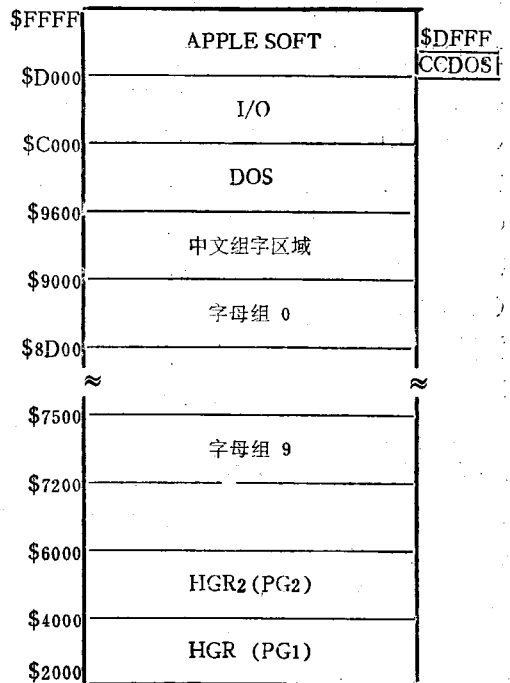 $FFFF
APPLE SOFT
$DFFF
CCDOS
$D000
I/O
$C000
DOS
$9600
中文组字区域
$9000
字母组 0
$8D00
≈ ≈
$7500
字母组 9
$7200
$6000
HGR2 (PG2)
$4000
HGR (PG1)
$2000